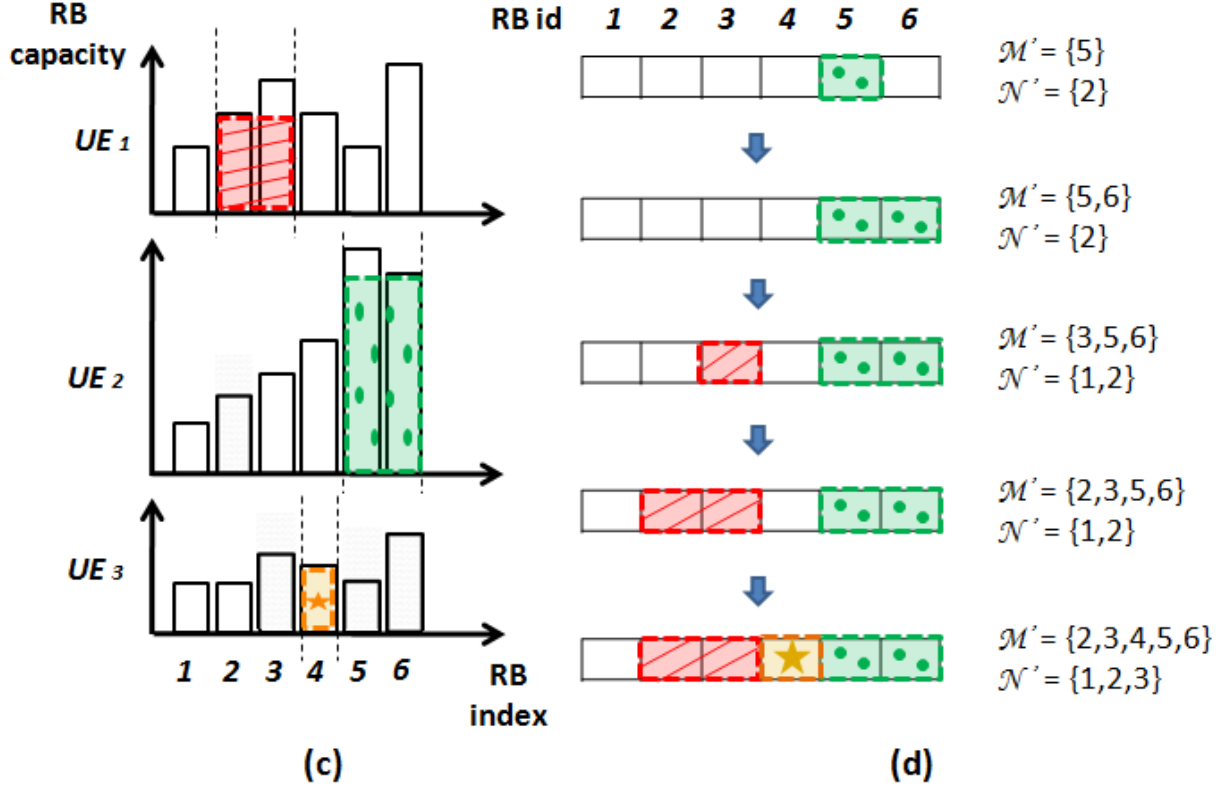 RB
capacity
UE 1
UE 2
UE 3
1 2 3 4 5 6
RB
index
(c)
RB id 1 2 3 4 5 6
ℳ’ = {5}
𝒩’ = {2}
ℳ’ = {5,6}
𝒩’ = {2}
ℳ’ = {3,5,6}
𝒩’ = {1,2}
ℳ’ = {2,3,5,6}
𝒩’ = {1,2}
ℳ’ = {2,3,4,5,6}
𝒩’ = {1,2,3}
(d)